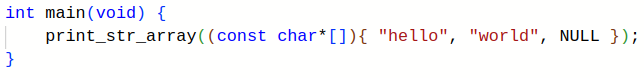 int main(void) {
    print_str_array((const char*[]){ "hello", "world", NULL });
}